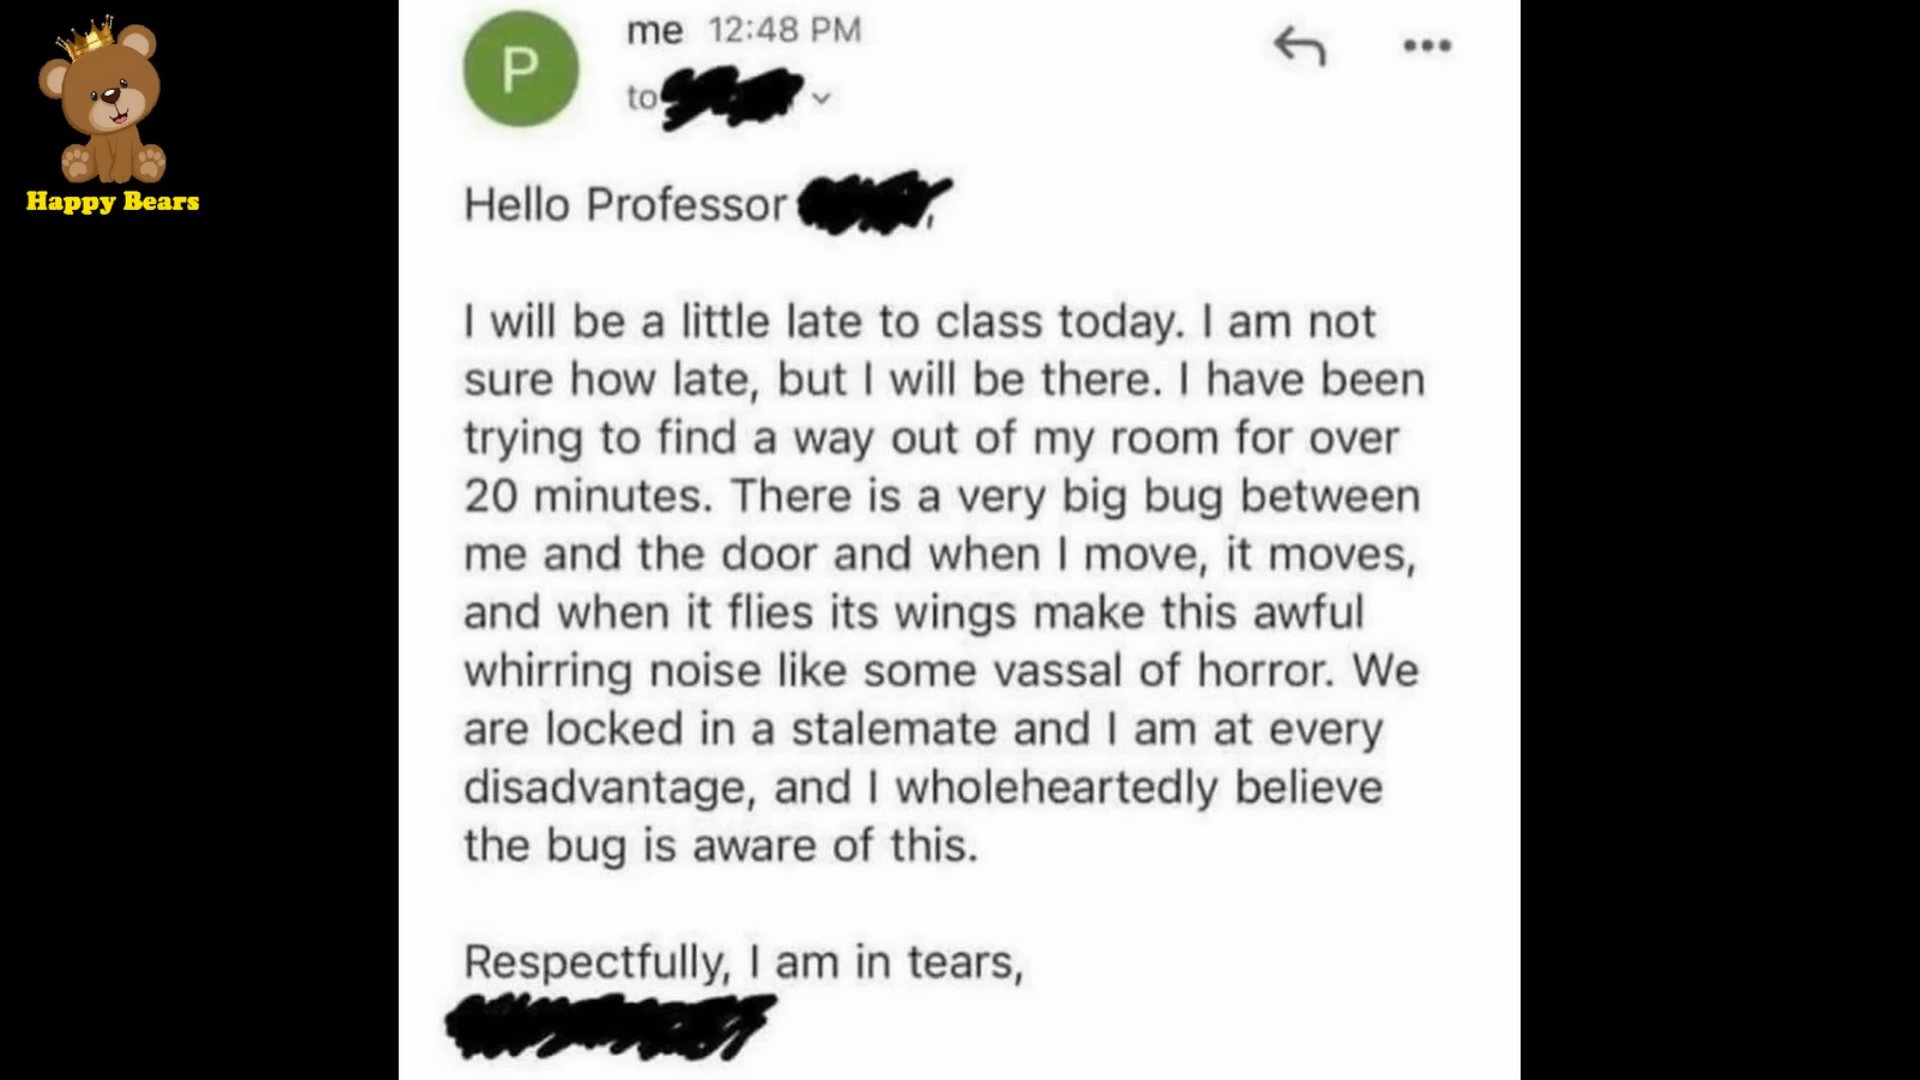 Happy Bears
P
me 12:48 PM
to
Hello Professor ,
I will be a little late to class today. I am not
sure how late, but I will be there. I have been
trying to find a way out of my room for over
20 minutes. There is a very big bug between
me and the door and when I move, it moves,
and when it flies its wings make this awful
whirring noise like some vassal of horror. We
are locked in a stalemate and I am at every
disadvantage, and I wholeheartedly believe
the bug is aware of this.
Respectfully, I am in tears,